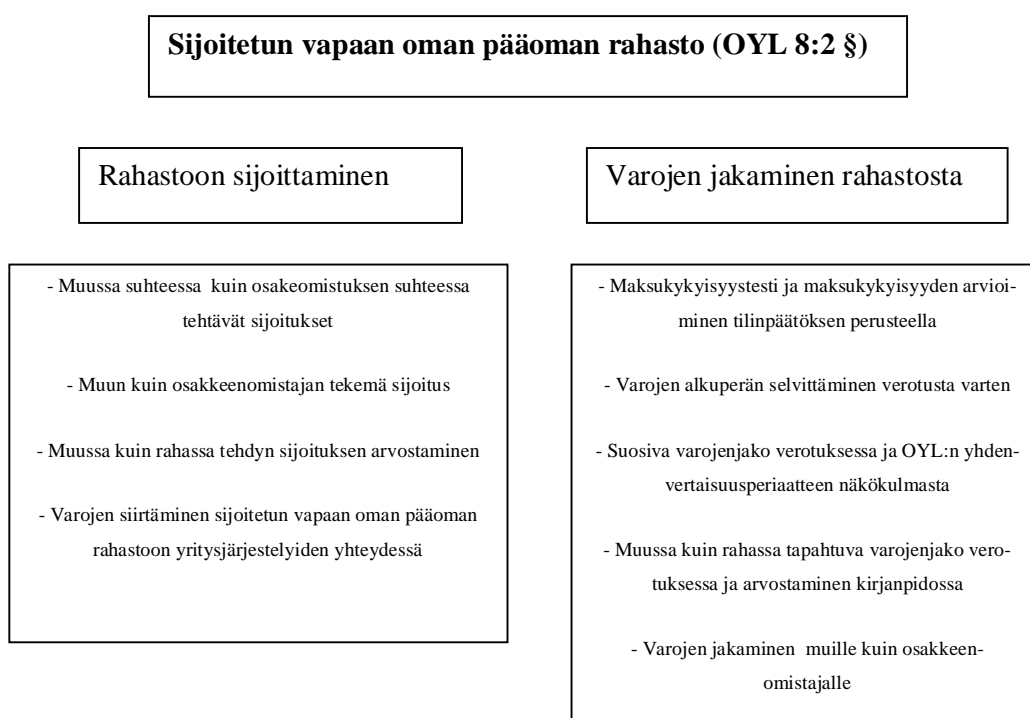 Sijoitetun vapaan oman pääoman rahasto (OYL 8:2 §)
Rahastoon sijoittaminen
- Muussa suhteessa kuin osakeomistuksen suhteessa
tehtävät sijoitukset
- Muun kuin osakkeenomistajan tekemä sijoitus
- Muussa kuin rahassa tehdyn sijoituksen arvostaminen
- Varojen siirtäminen sijoitetun vapaan oman pääoman
rahastoon yritysjärjestelyiden yhteydessä
Varojen jakaminen rahastosta
- Maksukykyisyystesti ja maksukykyisyyden arvioi-
minen tilinpäätöksen perusteella
- Varojen alkuperän selvittäminen verotusta varten
- Suosiva varojenjako verotuksessa ja OYL:n yhden-
vertaisuusperiaatteen näkökulmasta
- Muussa kuin rahassa tapahtuva varojenjako vero-
tuksessa ja arvostaminen kirjanpidossa
- Varojen jakaminen muille kuin osakkeen-
omistajalle